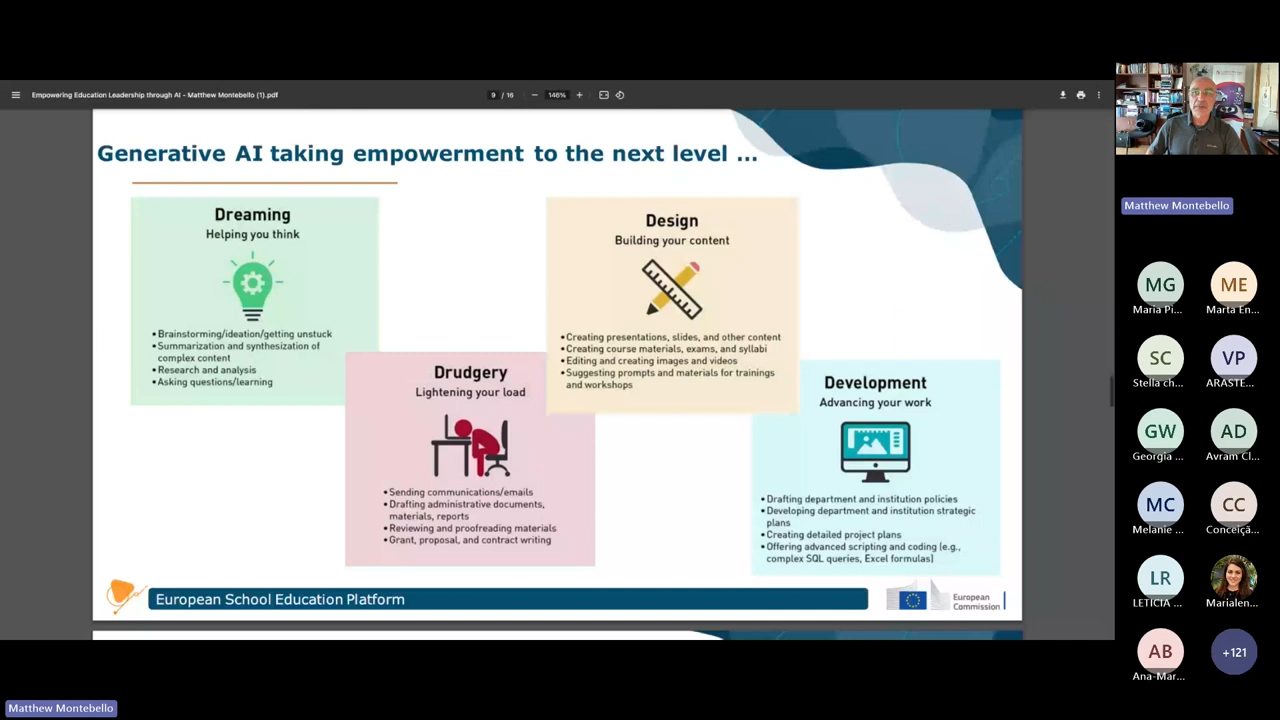 Empowering Education Leadership through AI - Matthew Montebello (1).pdf
9 / 16
146%
Generative AI taking empowerment to the next level ...
Dreaming
Helping you think
• Brainstorming/ideation/getting unstuck
• Summarization and synthesization of
complex content
• Research and analysis
• Asking questions/learning
Drudgery
Lightening your load
• Sending communications/emails
• Drafting administrative documents,
materials, reports
• Reviewing and proofreading materials
• Grant, proposal, and contract writing
Design
Building your content
• Creating presentations, slides, and other content
• Creating course materials, exams, and syllabi
• Editing and creating images and videos
• Suggesting prompts and materials for trainings
and workshops
Development
Advancing your work
• Drafting department and institution policies
• Developing department and institution strategic
plans
• Creating detailed project plans
• Offering advanced scripting and coding (e.g.,
complex SQL queries, Excel formulas)
European School Education Platform
European
Commission
Matthew Montebello
MG
Maria Pi...
ME
Marta En...
SC
Stella ch...
VP
ARASTE...
GW
Georgia ...
AD
Avram Cl...
MC
Melanie ...
CC
Conceiçã...
LR
LETICIA ...
Marialen...
AB
Ana-Mar...
+121
Matthew Montebello